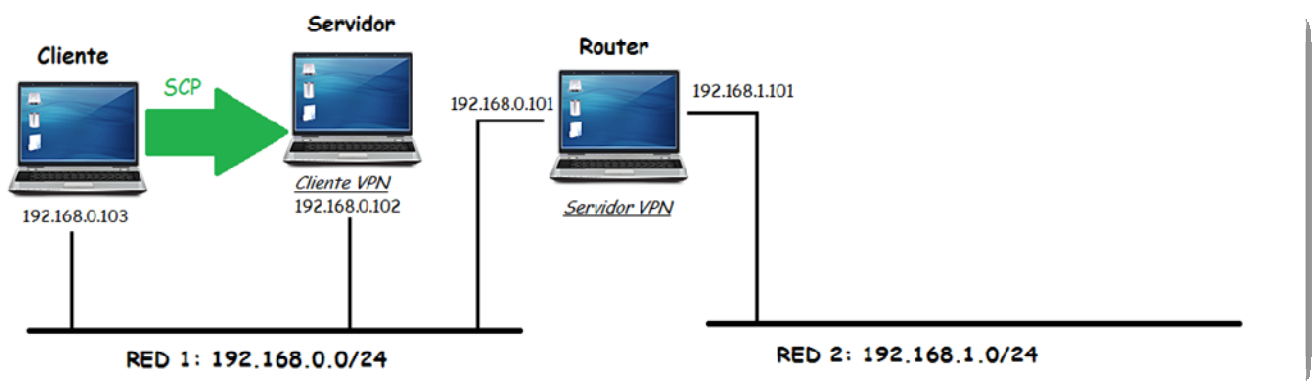 Cliente
Servidor
Router
SCP
192.168.0.101
192.168.1.101
Cliente VPN
192.168.0.102
Servidor VPN
192.168.0.103
RED 1: 192.168.0.0/24
RED 2: 192.168.1.0/24